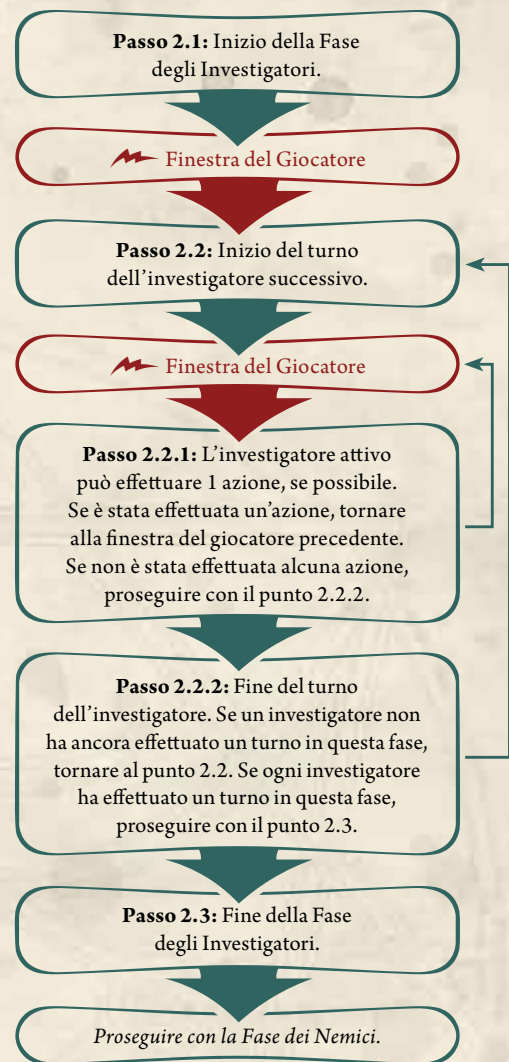 Passo 2.1: Inizio della Fase
degli Investigatori.
Finestra del Giocatore
Passo 2.2: Inizio del turno
dell’investigatore successivo.
Finestra del Giocatore
Passo 2.2.1: L’investigatore attivo
può effettuare 1 azione, se possibile.
Se è stata effettuata un’azione, tornare
alla finestra del giocatore precedente.
Se non è stata effettuata alcuna azione,
proseguire con il punto 2.2.2.
Passo 2.2.2: Fine del turno
dell’investigatore. Se un investigatore non
ha ancora effettuato un turno in questa fase,
tornare al punto 2.2. Se ogni investigatore
ha effettuato un turno in questa fase,
proseguire con il punto 2.3.
Passo 2.3: Fine della Fase
degli Investigatori.
Proseguire con la Fase dei Nemici.